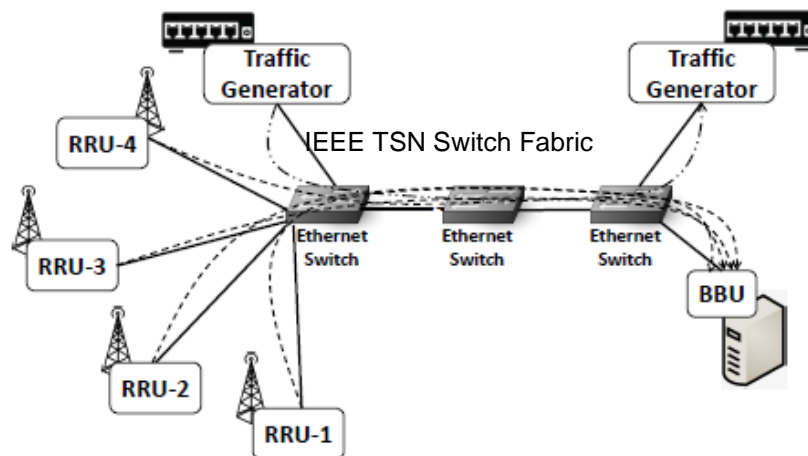 Traffic
Generator
Traffic
Generator
IEEE TSN Switch Fabric
RRU-4
RRU-3
RRU-2
RRU-1
Ethernet
Switch
Ethernet
Switch
Ethernet
Switch
BBU